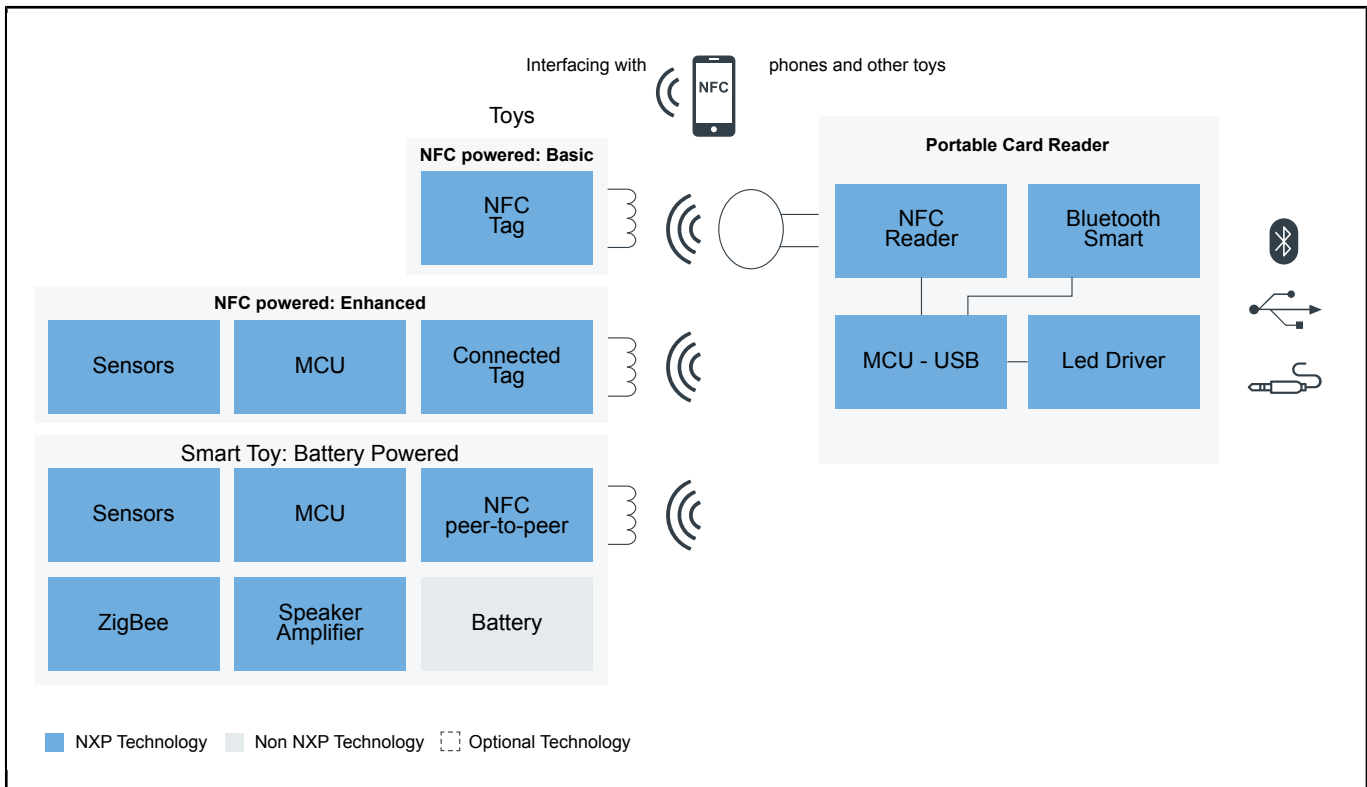 Interfacing with
NFC
phones and other toys
Toys
NFC powered: Basic
NFC
Tag
NFC powered: Enhanced
Sensors
MCU
Connected
Tag
Smart Toy: Battery Powered
Sensors
MCU
NFC
peer-to-peer
ZigBee
Speaker
Amplifier
Battery
Portable Card Reader
NFC
Reader
Bluetooth
Smart
MCU - USB
Led Driver
NXP Technology
Non NXP Technology
Optional Technology